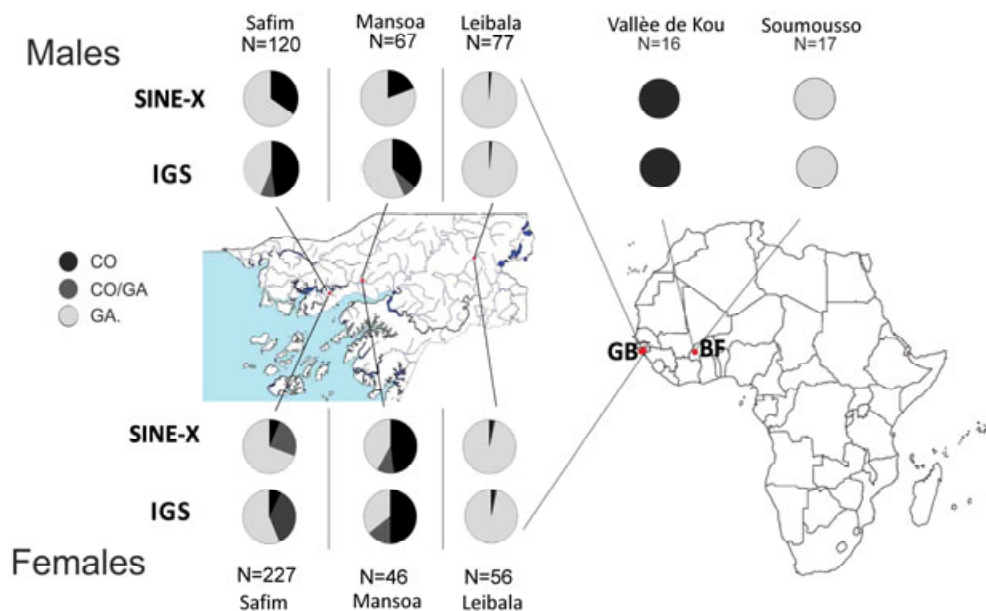 Males
Safim
N=120
Mansoa
N=67
Leibala
N=77
Vallèe de Kou
N=16
Soumousso
N=17
SINE-X
IGS
CO
CO/GA
GA.
GB
BF
SINE-X
IGS
Females
N=227
Safim
N=46
Mansoa
N=56
Leibala